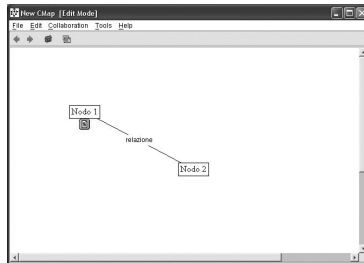 New CMap [Edit Mode]
File Edit Collaboration Tools Help
Nodo 1
relazione
Nodo 2